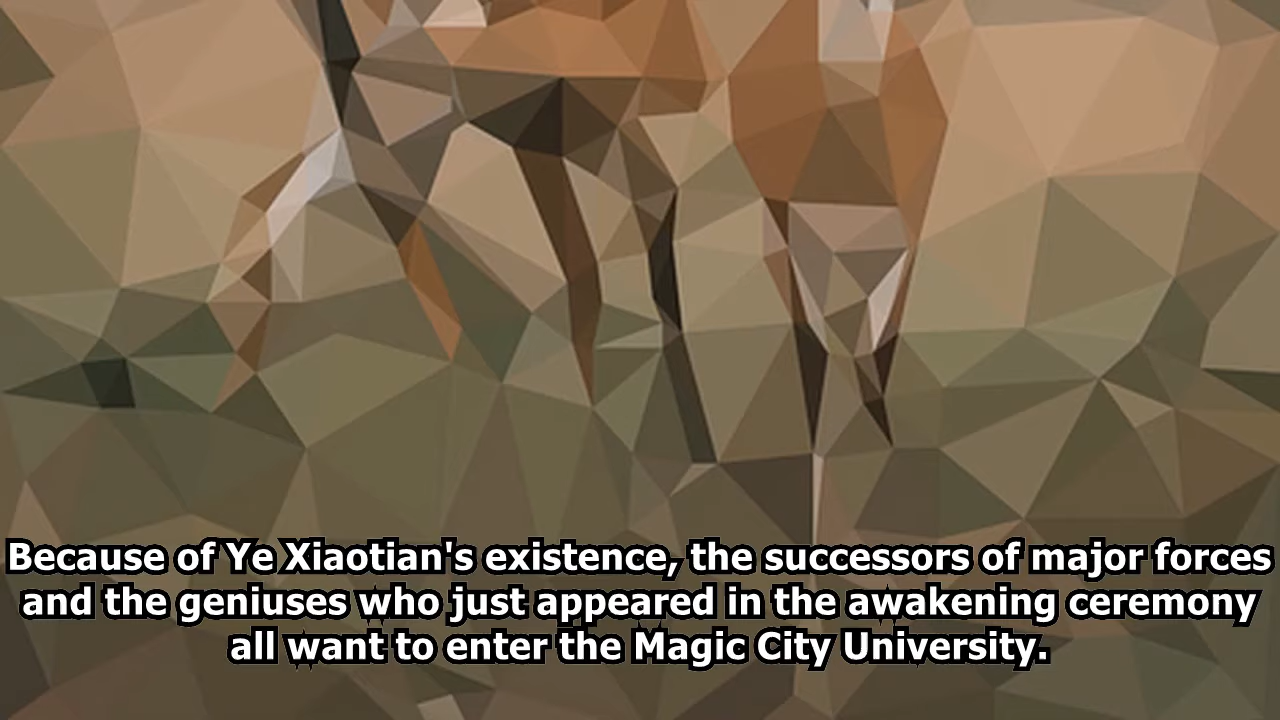 Because of Ye Xiaotian's existence, the successors of major forces
and the geniuses who just appeared in the awakening ceremony
all want to enter the Magic City University.